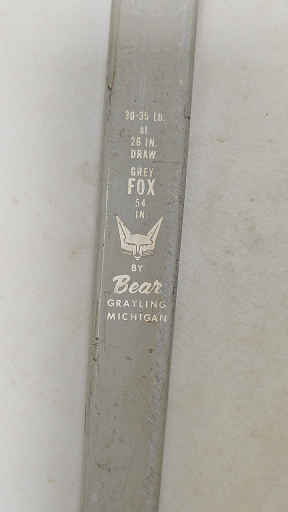 30-35 LB.
at
26 IN.
DRAW
GREY
FOX
54
IN.
BY
Bear
GRAYLING
MICHIGAN